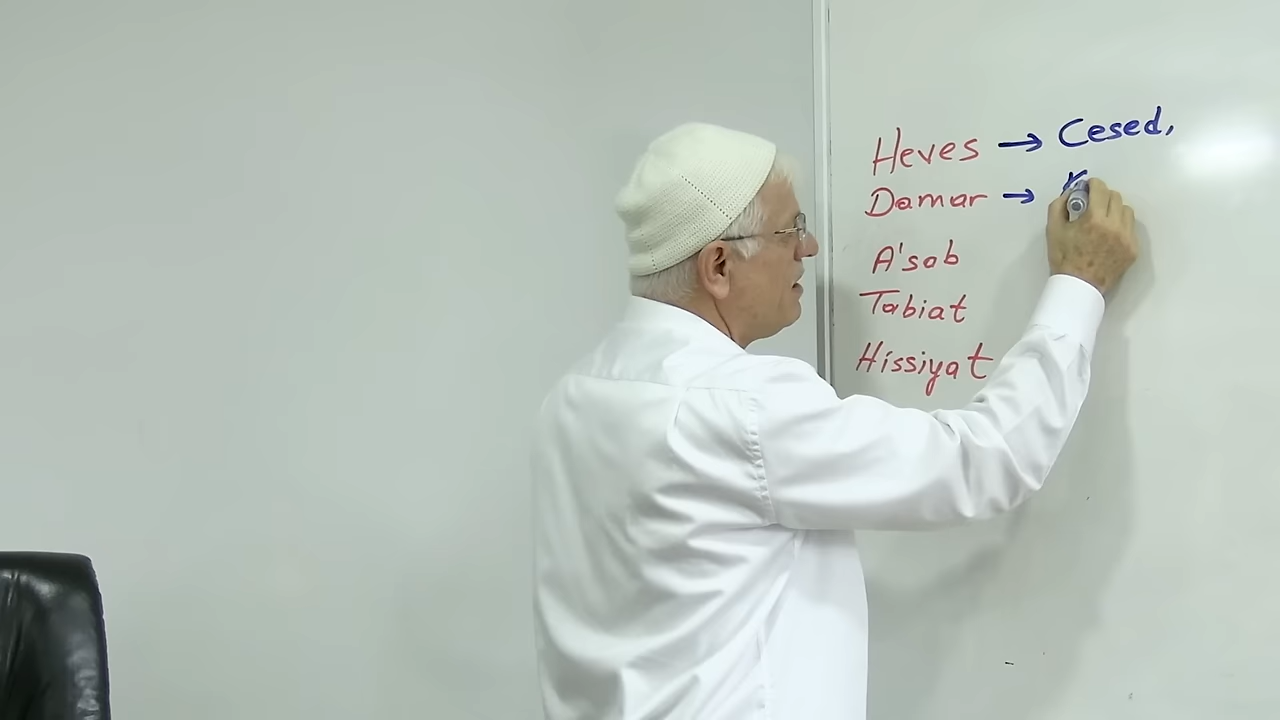 Heves → Cesed,
Damar →
A'sab
Tabiat
Hissiyat